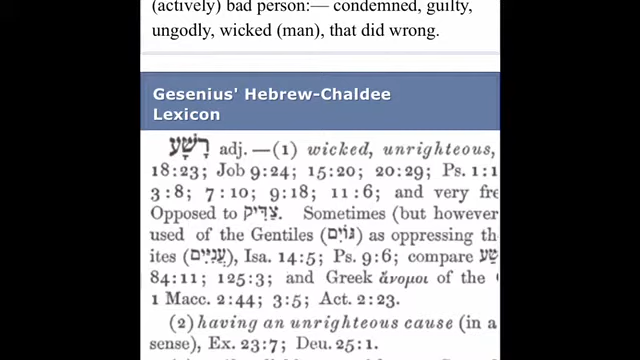 (actively) bad person:— condemned, guilty,
ungodly, wicked (man), that did wrong.
Gesenius' Hebrew-Chaldee
Lexicon
רָשָׁע adj.—(1) wicked, unrighteous,
18:23; Job 9:24; 15:20; 20:29; Ps. 1:1
3:8; 7:10; 9:18; 11:6; and very fre
Opposed to צַדִּיק. Sometimes (but however
used of the Gentiles (גּוֹיִם) as oppressing th
ites (עֲנִיִּים), Isa. 14:5; Ps. 9:6; compare
84:11; 125:3; and Greek ἄνομοι of the
1 Macc. 2:44; 3:5; Act. 2:23.
(2) having an unrighteous cause (in a
sense), Ex. 23:7; Deu. 25:1.